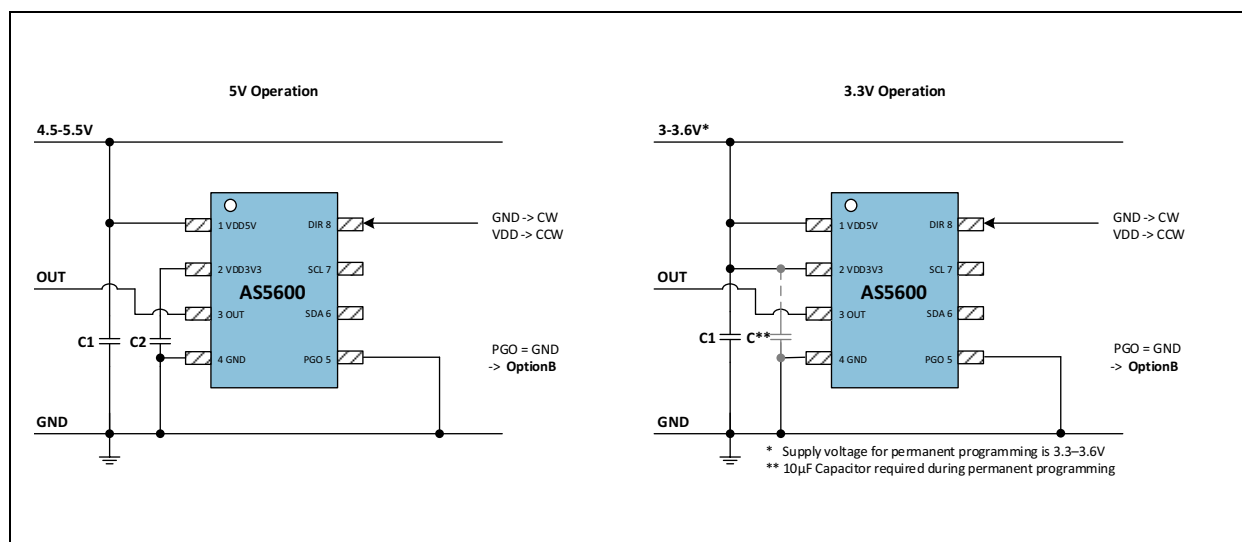 5V Operation
4.5-5.5V
1 VDD5V
DIR 8
GND -> CW
VDD -> CCW
2 VDD3V3
SCL 7
OUT
AS5600
3 OUT
SDA 6
C1
C2
4 GND
PGO 5
PGO = GND
-> OptionB
GND
3.3V Operation
3-3.6V*
1 VDD5V
DIR 8
GND -> CW
VDD -> CCW
2 VDD3V3
SCL 7
OUT
AS5600
3 OUT
SDA 6
C1
C**
4 GND
PGO 5
PGO = GND
-> OptionB
GND
* Supply voltage for permanent programming is 3.3–3.6V
** 10µF Capacitor required during permanent programming